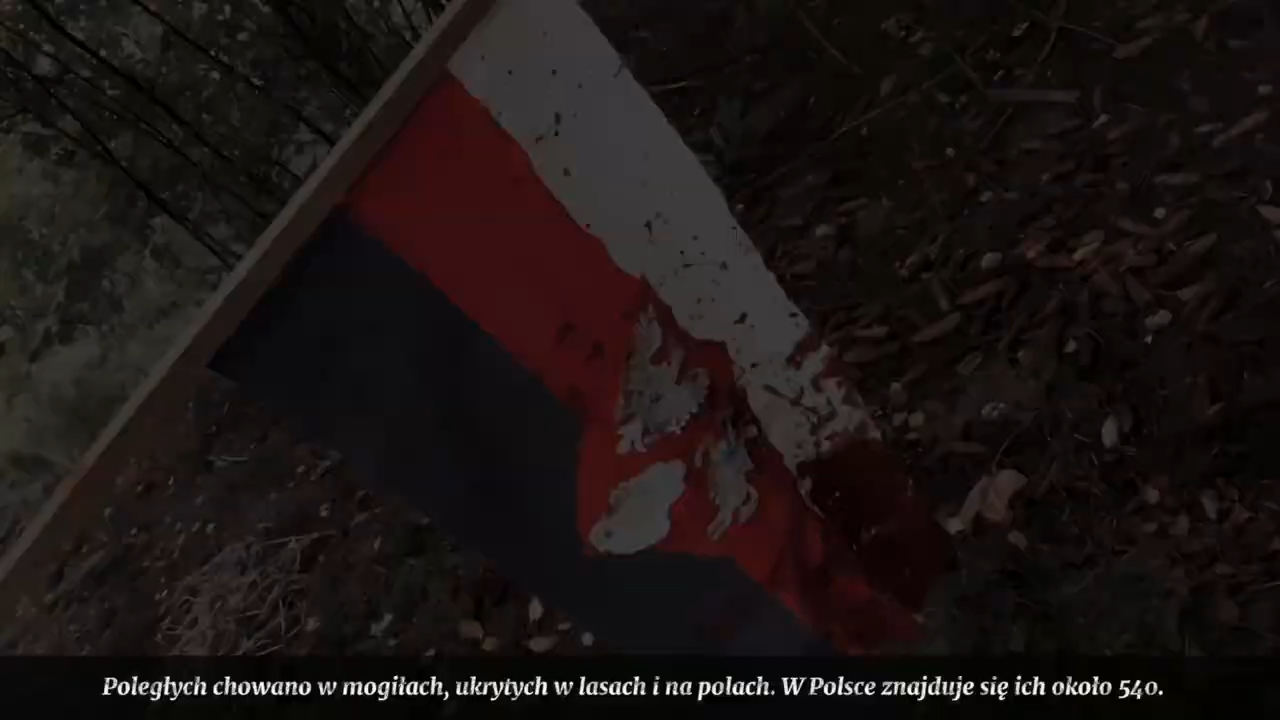 Poległych chowano w mogiłach, ukrytych w lasach i na polach. W Polsce znajduje się ich około 540.